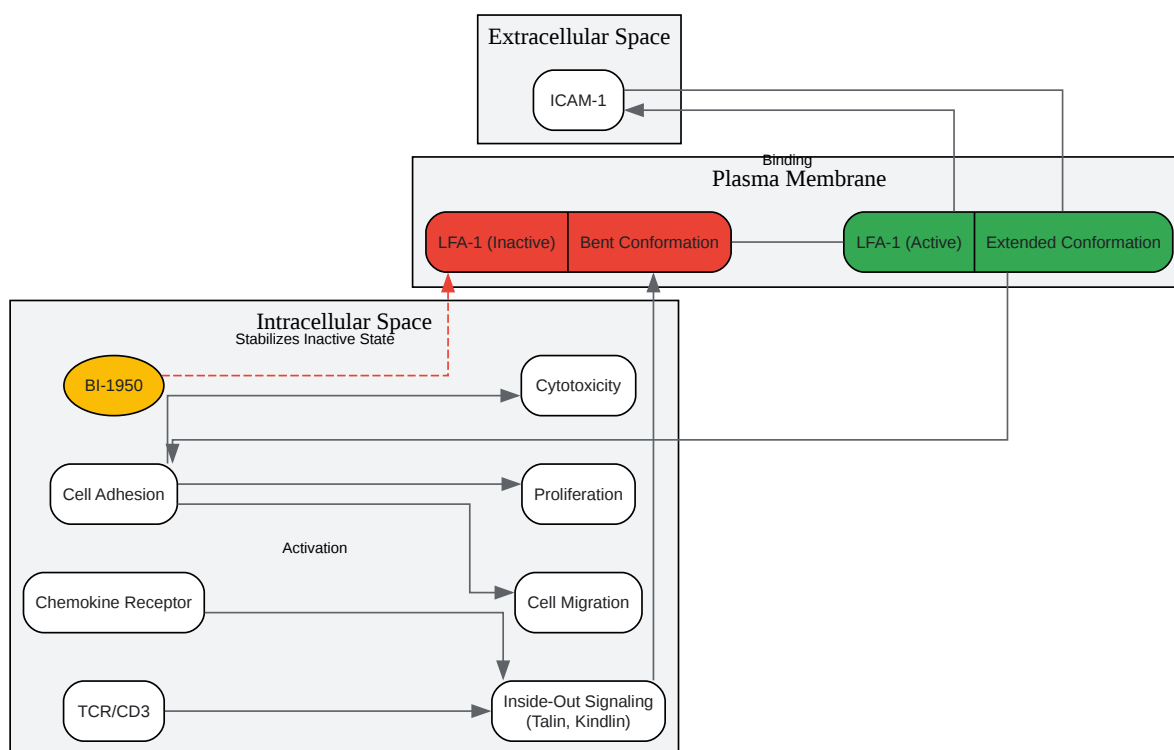 Extracellular Space
ICAM-1
Binding
Plasma Membrane
LFA-1 (Inactive)
Bent Conformation
LFA-1 (Active)
Extended Conformation
Intracellular Space
Stabilizes Inactive State
BI-1950
Cytotoxicity
Cell Adhesion
Proliferation
Activation
Chemokine Receptor
Cell Migration
TCR/CD3
Inside-Out Signaling
(Talin, Kindlin)